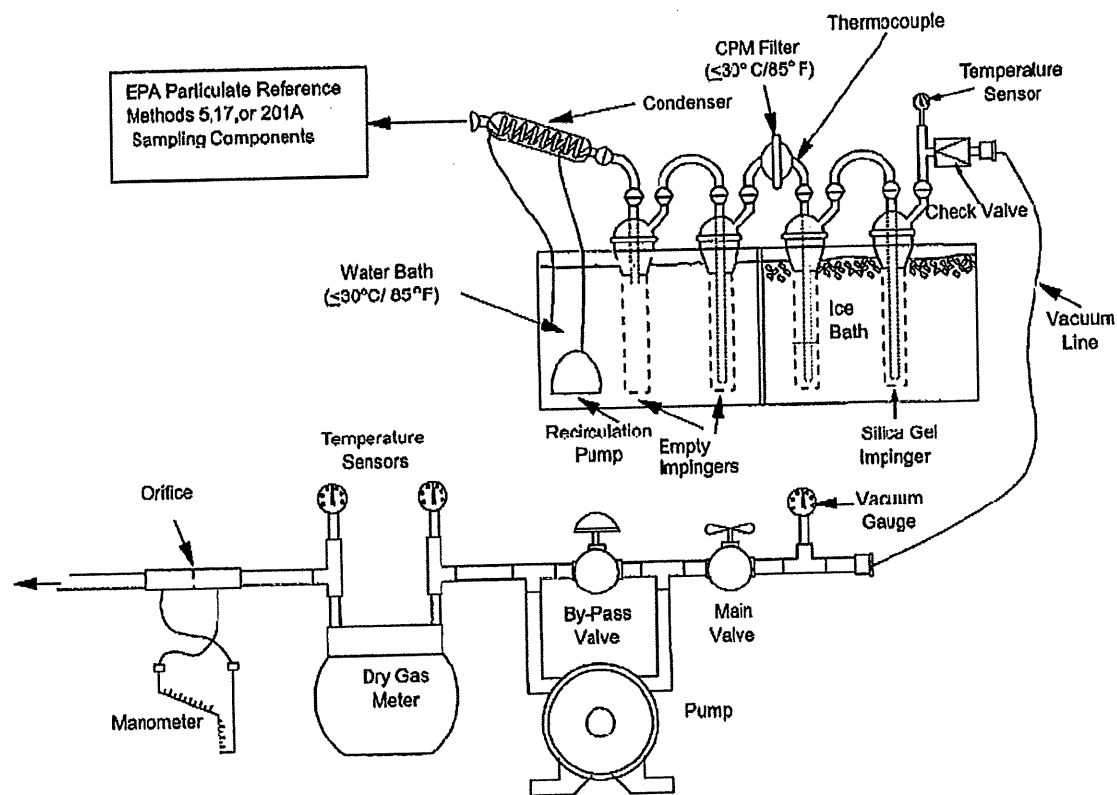 Thermocouple
CPM Filter
(≤30° C/85° F)
Temperature
Sensor
EPA Particulate Reference
Methods 5,17,or 201A
Sampling Components
Condenser
Check Valve
Water Bath
(≤30°C/ 85°F)
Ice
Bath
Vacuum
Line
Recirculation
Pump
Empty
Impingers
Silica Gel
Impinger
Temperature
Sensors
Orifice
Vacuum
Gauge
By-Pass
Valve
Main
Valve
Dry Gas
Meter
Manometer
Pump